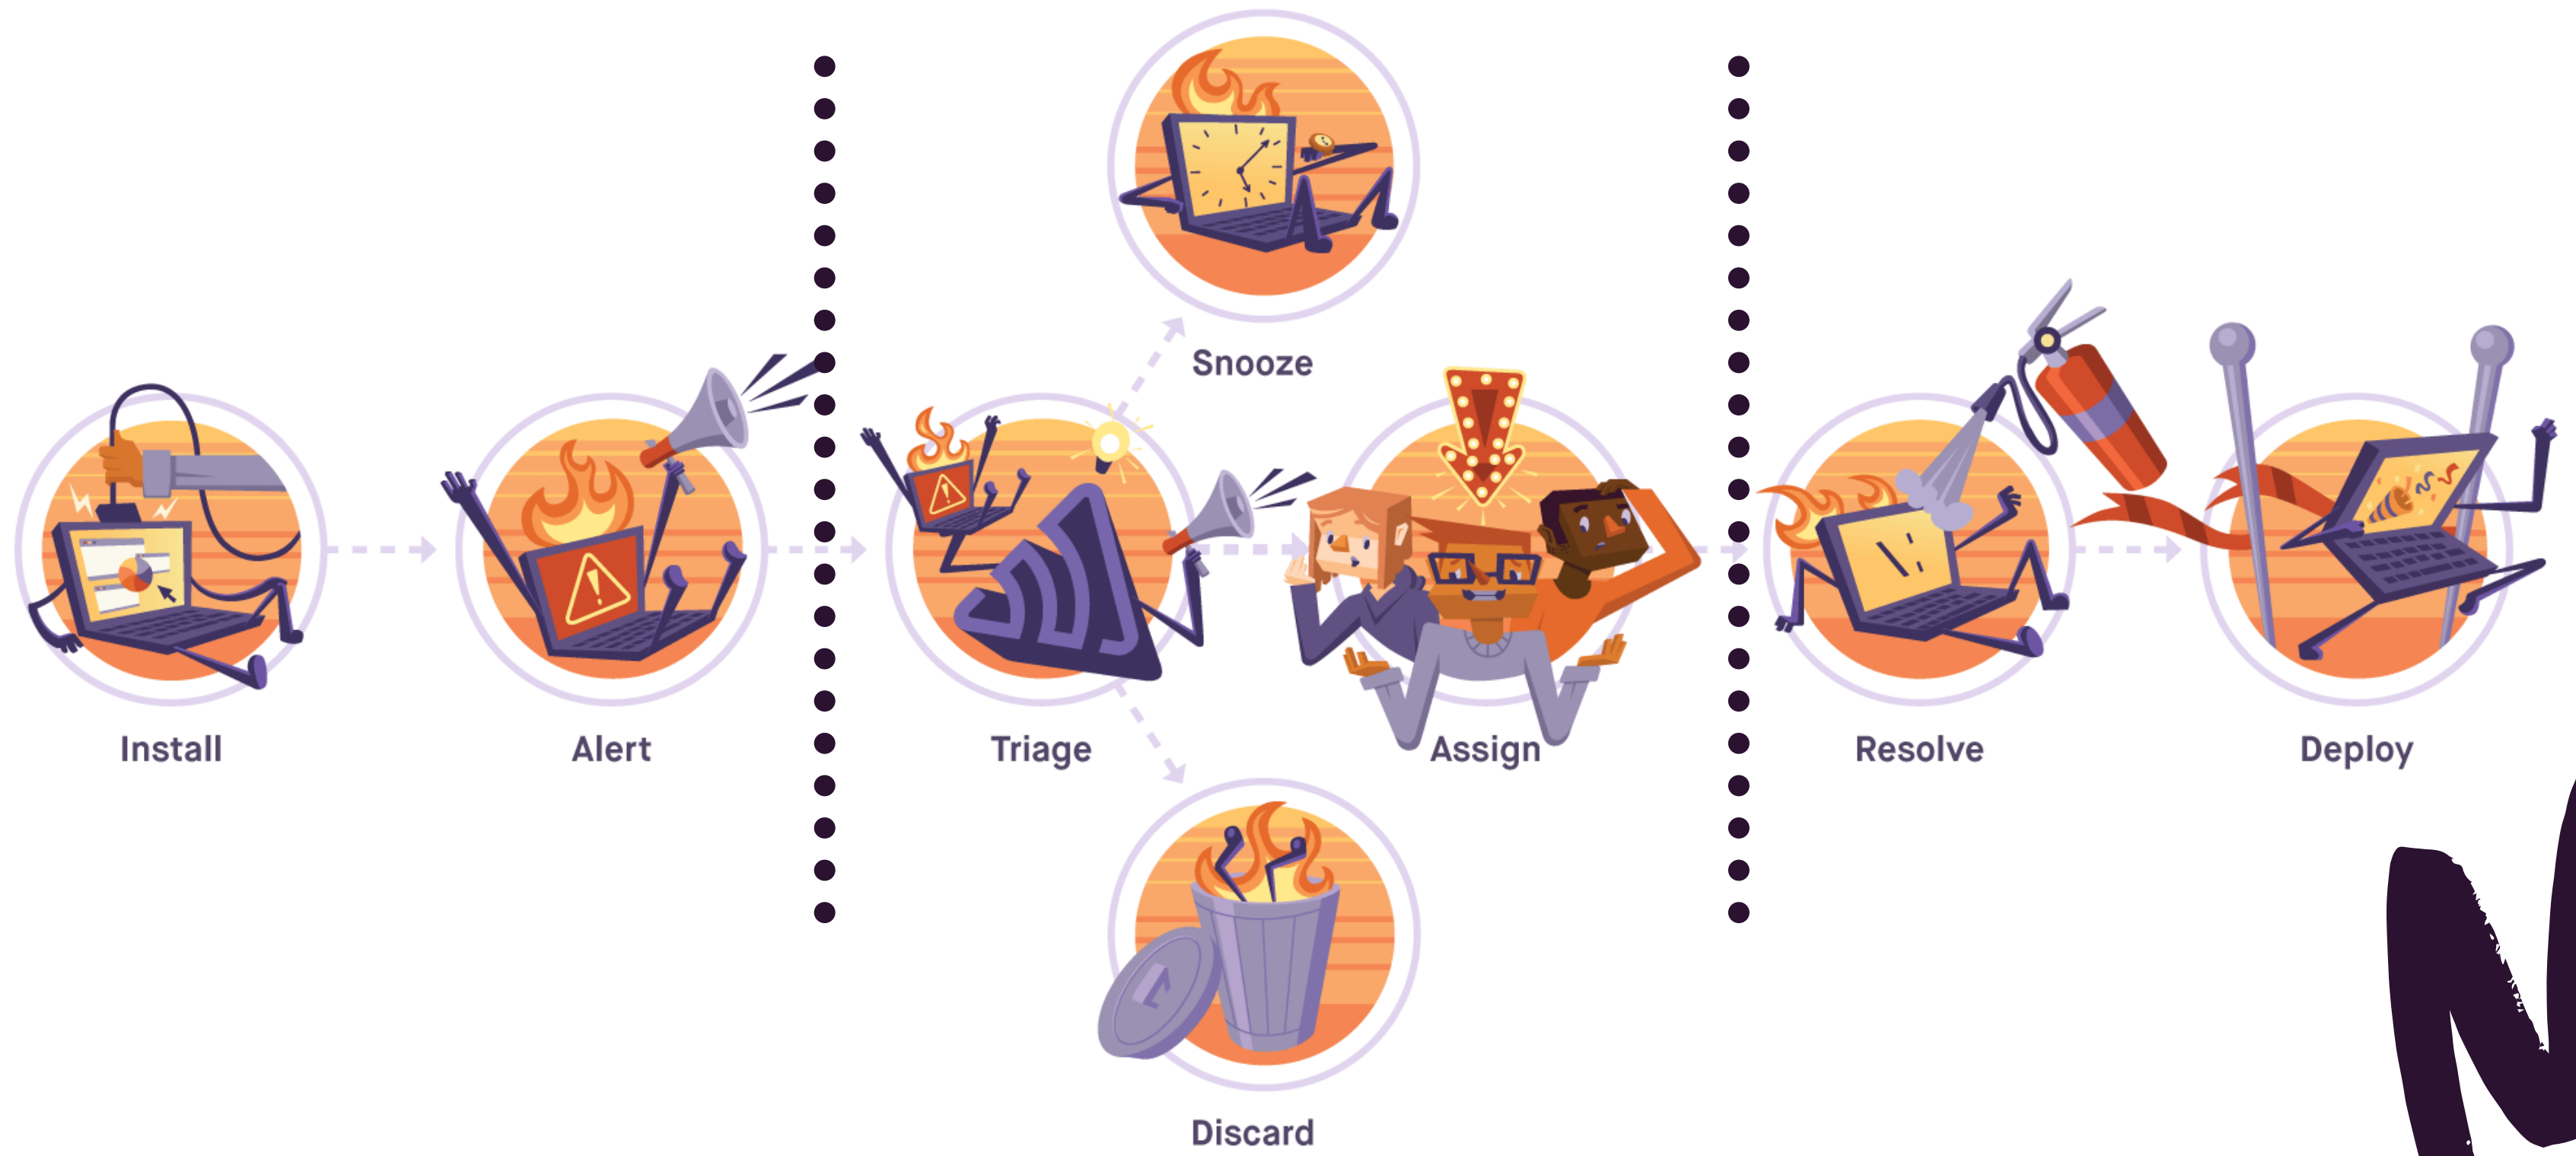 Snooze
Install
Alert
Triage
Assign
Resolve
Deploy
Discard